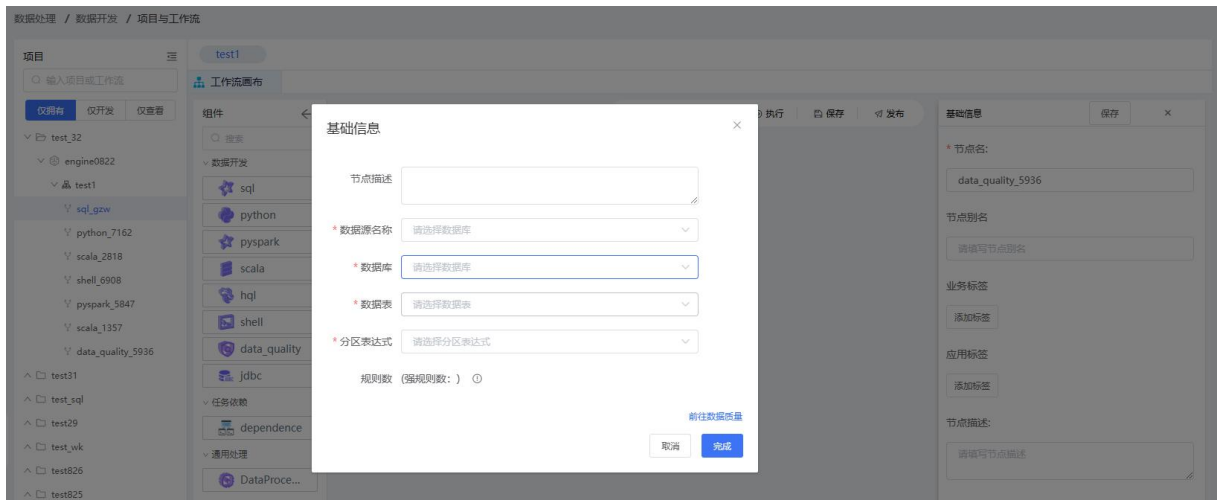 数据处理 / 数据开发 / 项目与工作流
项目
输入项目或工作流
仅拥有 仅开发 仅查看
test_32
engine0822
test1
sql_gzw
python_7162
scala_2818
shell_6908
pyspark_5847
scala_1357
data_quality_5936
test31
test_sql
test29
test_wk
test826
test825
test1
工作流画布
组件
搜索
数据开发
sql
python
pyspark
scala
hql
shell
data_quality
jdbc
任务依赖
dependence
通用处理
DataProce...
执行 保存 发布
基础信息
节点描述
* 数据源名称 请选择数据库
* 数据库 请选择数据库
* 数据表 请选择数据表
* 分区表达式 请选择分区表达式
规则数 (强规则数: )
前往数据质量
取消 完成
基础信息 保存
* 节点名:
data_quality_5936
节点别名
请填写节点别名
业务标签
添加标签
应用标签
添加标签
节点描述:
请填写节点描述